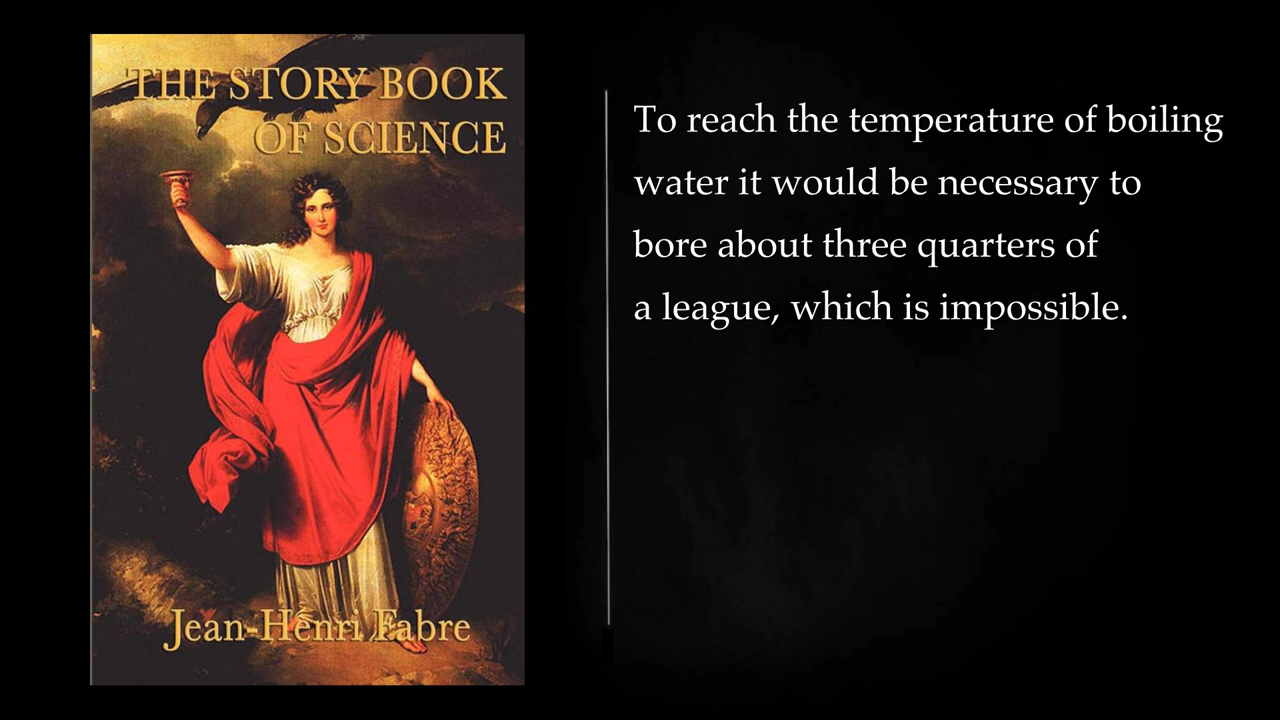 THE STORY BOOK
OF SCIENCE
Jean-Henri Fabre
To reach the temperature of boiling
water it would be necessary to
bore about three quarters of
a league, which is impossible.